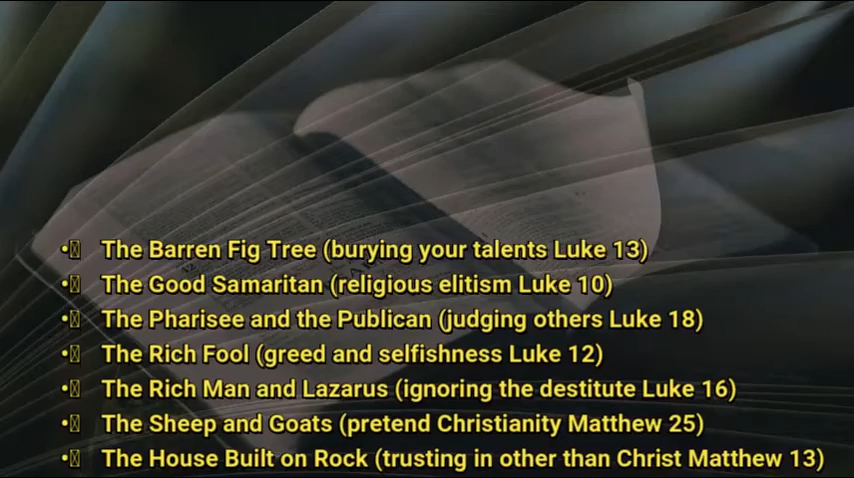 • The Barren Fig Tree (burying your talents Luke 13)
• The Good Samaritan (religious elitism Luke 10)
• The Pharisee and the Publican (judging others Luke 18)
• The Rich Fool (greed and selfishness Luke 12)
• The Rich Man and Lazarus (ignoring the destitute Luke 16)
• The Sheep and Goats (pretend Christianity Matthew 25)
• The House Built on Rock (trusting in other than Christ Matthew 13)